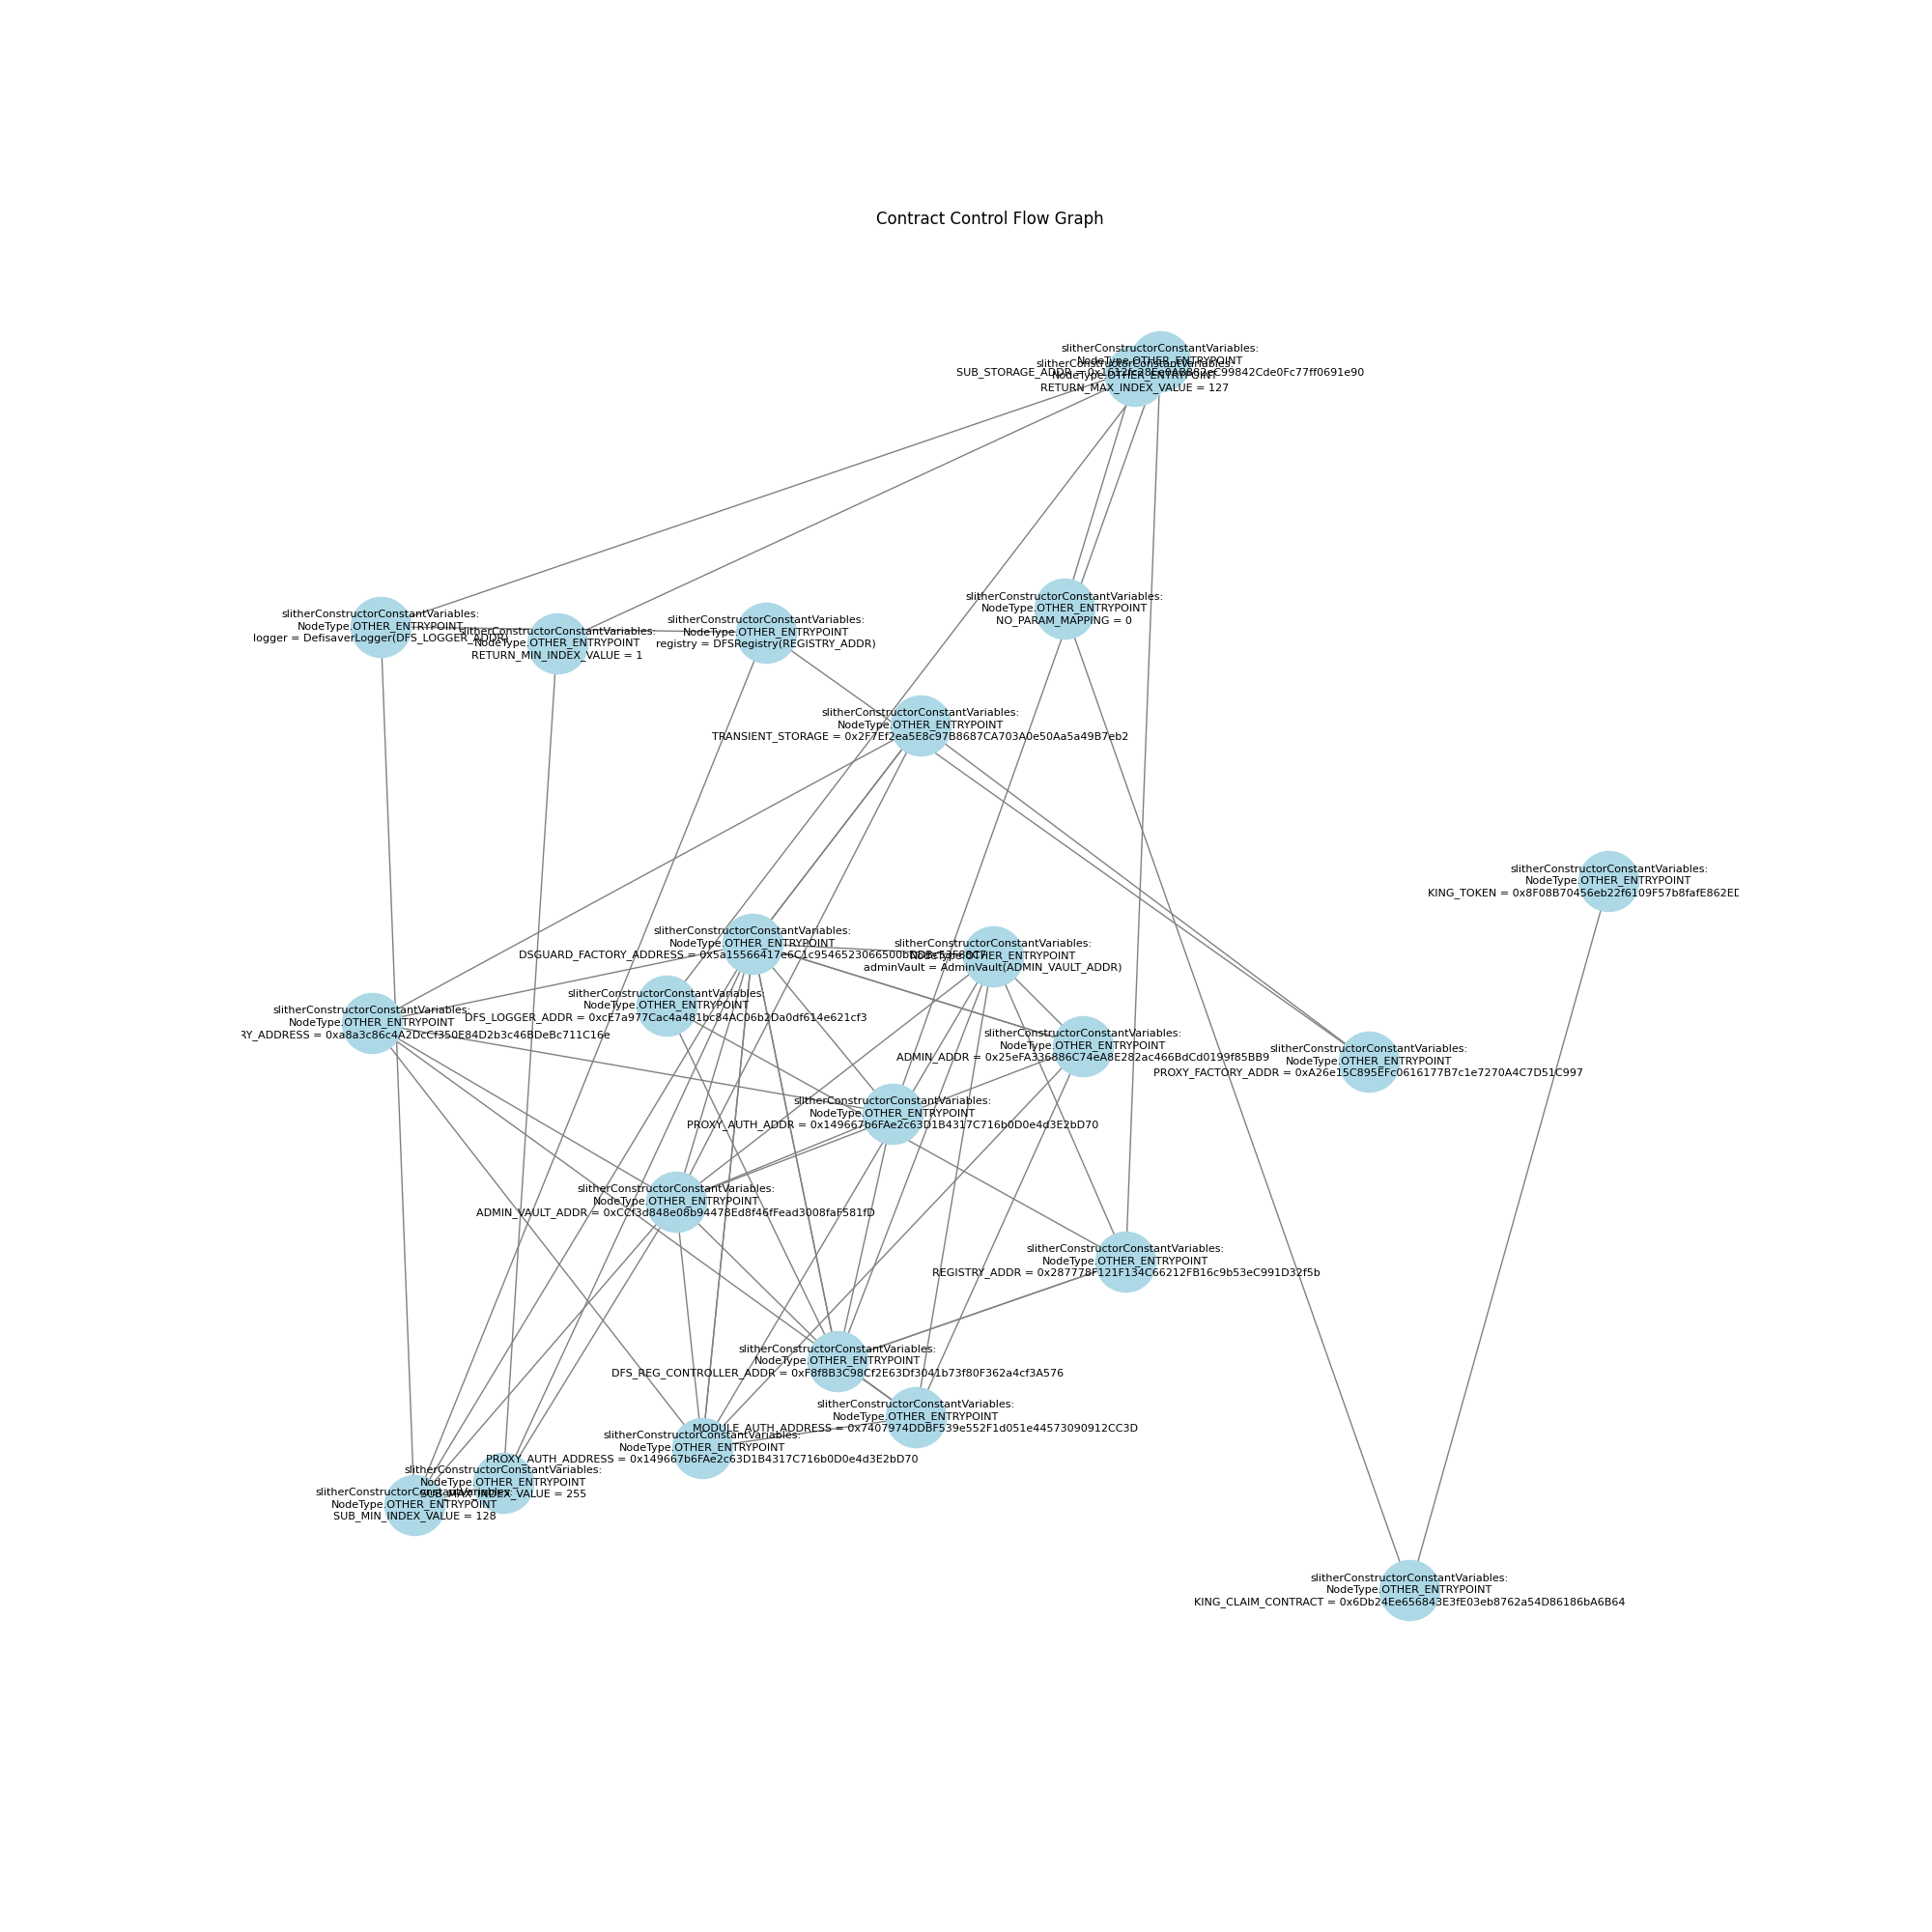 Contract Control Flow Graph
slitherConstructorConstantVariables:
NodeType.OTHER_ENTRYPOINT
slitherConstructorConstantVariables:
NodeType.OTHER_ENTRYPOINT
RETURN_MAX_INDEX_VALUE = 127
slitherConstructorConstantVariables:
NodeType.OTHER_ENTRYPOINT
NO_PARAM_MAPPING = 0
slitherConstructorConstantVariables:
NodeType.OTHER_ENTRYPOINT
logger = DefisaverLogger(DFS_LOGGER_ADDR)
slitherConstructorConstantVariables:
NodeType.OTHER_ENTRYPOINT
RETURN_MIN_INDEX_VALUE = 1
slitherConstructorConstantVariables:
NodeType.OTHER_ENTRYPOINT
registry = DFSRegistry(REGISTRY_ADDR)
slitherConstructorConstantVariables:
NodeType.OTHER_ENTRYPOINT
TRANSIENT_STORAGE = 0x2F7Ef2ea5E8c97B8687CA703A0e50Aa5a49B7eb2
slitherConstructorConstantVariables:
NodeType.OTHER_ENTRYPOINT
KING_TOKEN = 0x8F08B70456eb22f6109F57b8fafE862ED
slitherConstructorConstantVariables:
NodeType.OTHER_ENTRYPOINT
DSGUARD_FACTORY_ADDRESS =
slitherConstructorConstantVariables:
NodeType.OTHER_ENTRYPOINT
adminVault = AdminVault(ADMIN_VAULT_ADDR)
slitherConstructorConstantVariables:
NodeType.OTHER_ENTRYPOINT
DFS_LOGGER_ADDR = 0xcE7a977Cac4a481bc84AC06b2Da0df614e621cf3
slitherConstructorConstantVariables:
NodeType.OTHER_ENTRYPOINT
RY_ADDRESS = 0xa8a3c86c4A2DcCf350E84D2b3c46BDeBc711C16e
slitherConstructorConstantVariables:
NodeType.OTHER_ENTRYPOINT
ADMIN_ADDR = 0x25eFA336886C74eA8E282ac466BdCd0199f85BB9
slitherConstructorConstantVariables:
NodeType.OTHER_ENTRYPOINT
PROXY_FACTORY_ADDR = 0xA26e15C895EFc0616177B7c1e7270A4C7D51C997
slitherConstructorConstantVariables:
NodeType.OTHER_ENTRYPOINT
PROXY_AUTH_ADDR = 0x149667b6FAe2c63D1B4317C716b0D0e4d3E2bD70
slitherConstructorConstantVariables:
NodeType.OTHER_ENTRYPOINT
ADMIN_VAULT_ADDR = 0xCCf3d848e08b94478Ed8f46fFead3008faF581fD
slitherConstructorConstantVariables:
NodeType.OTHER_ENTRYPOINT
REGISTRY_ADDR = 0x287778F121F134C66212FB16c9b53eC991D32f5b
slitherConstructorConstantVariables:
NodeType.OTHER_ENTRYPOINT
DFS_REG_CONTROLLER_ADDR = 0xF8f8B3C98Cf2E63Df3041b73f80F362a4cf3A576
slitherConstructorConstantVariables:
NodeType.OTHER_ENTRYPOINT
MODULE_AUTH_ADDRESS = 0x7407974DDBF539e552F1d051e44573090912CC3D
slitherConstructorConstantVariables:
NodeType.OTHER_ENTRYPOINT
PROXY_AUTH_ADDRESS = 0x149667b6FAe2c63D1B4317C716b0D0e4d3E2bD70
slitherConstructorConstantVariables:
NodeType.OTHER_ENTRYPOINT
SUB_MAX_INDEX_VALUE = 255
slitherConstructorConstantVariables:
NodeType.OTHER_ENTRYPOINT
SUB_MIN_INDEX_VALUE = 128
slitherConstructorConstantVariables:
NodeType.OTHER_ENTRYPOINT
KING_CLAIM_CONTRACT = 0x6Db24Ee656843E3fE03eb8762a54D86186bA6B64